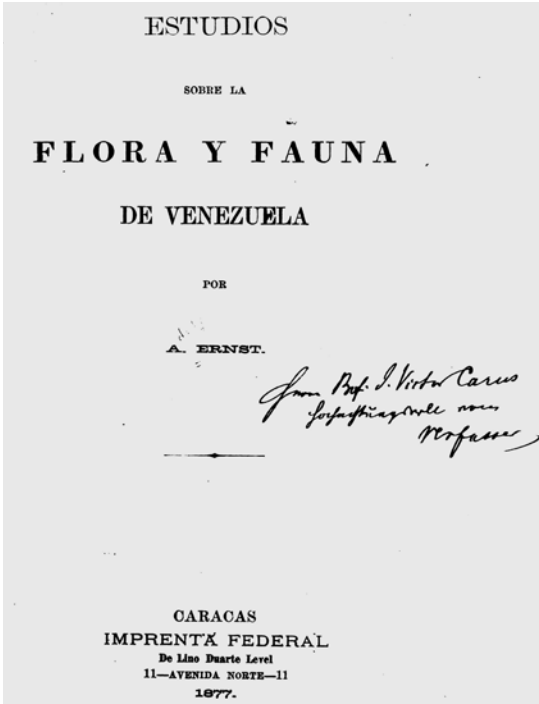 ESTUDIOS
SOBRE LA
FLORA Y FAUNA
DE VENEZUELA
POR
A. ERNST.
Herrn Prof. J. Victor Carus
hochachtungsvoll vom
Verfasser
CARACAS
IMPRENTA FEDERAL
De Lino Duarte Level
11—AVENIDA NORTE—11
1877.